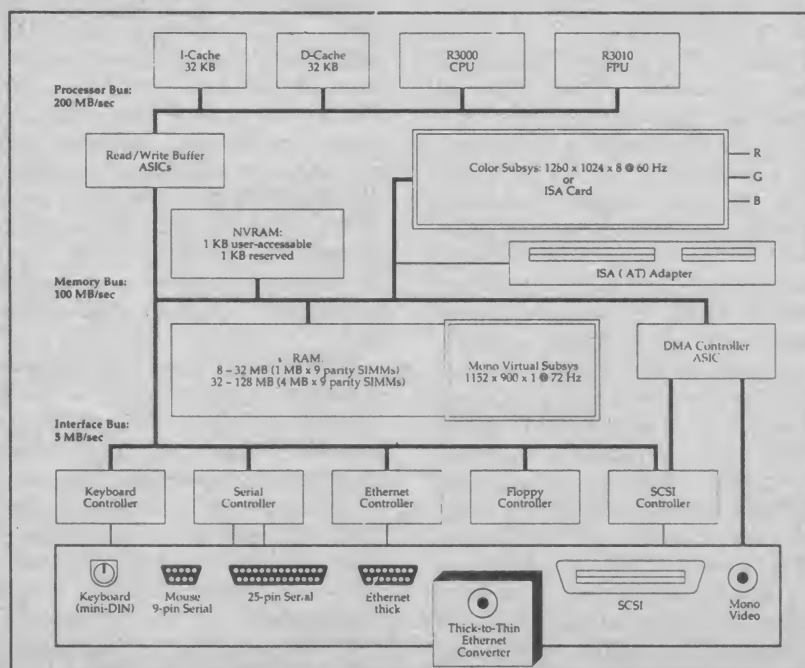 I-Cache
32 KB
D-Cache
32 KB
R3000
CPU
R3010
FPU
Processor Bus:
200 MB/sec
Read/Write Buffer
ASICs
Color Subsys: 1260 x 1024 x 8 @ 60 Hz
or
ISA Card
R
G
B
NVRAM:
1 KB user-accessable
1 KB reserved
ISA (AT) Adapter
Memory Bus:
100 MB/sec
RAM:
8 – 32 MB (1 MB x 9 parity SIMMs)
32 – 128 MB (4 MB x 9 parity SIMMs)
Mono Virtual Subsys
1152 x 900 x 1 @ 72 Hz
DMA Controller
ASIC
Interface Bus:
5 MB/sec
Keyboard
Controller
Serial
Controller
Ethernet
Controller
Floppy
Controller
SCSI
Controller
Keyboard
(mini-DIN)
Mouse
9-pin Serial
25-pin Serial
Ethernet
thick
Thick-to-Thin
Ethernet
Converter
SCSI
Mono
Video